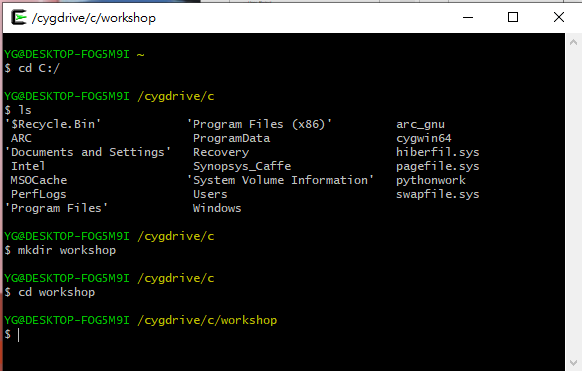 /cygdrive/c/workshop
YG@DESKTOP-FOG5M9I ~
$ cd C:/
YG@DESKTOP-FOG5M9I /cygdrive/c
$ ls
'$Recycle.Bin' 'Program Files (x86)' arc_gnu
ARC ProgramData cygwin64
'Documents and Settings' Recovery hiberfil.sys
Intel Synopsys_Caffe pagefile.sys
MSOCache 'System Volume Information' pythonwork
PerfLogs Users swapfile.sys
'Program Files' Windows
YG@DESKTOP-FOG5M9I /cygdrive/c
$ mkdir workshop
YG@DESKTOP-FOG5M9I /cygdrive/c
$ cd workshop
YG@DESKTOP-FOG5M9I /cygdrive/c/workshop
$